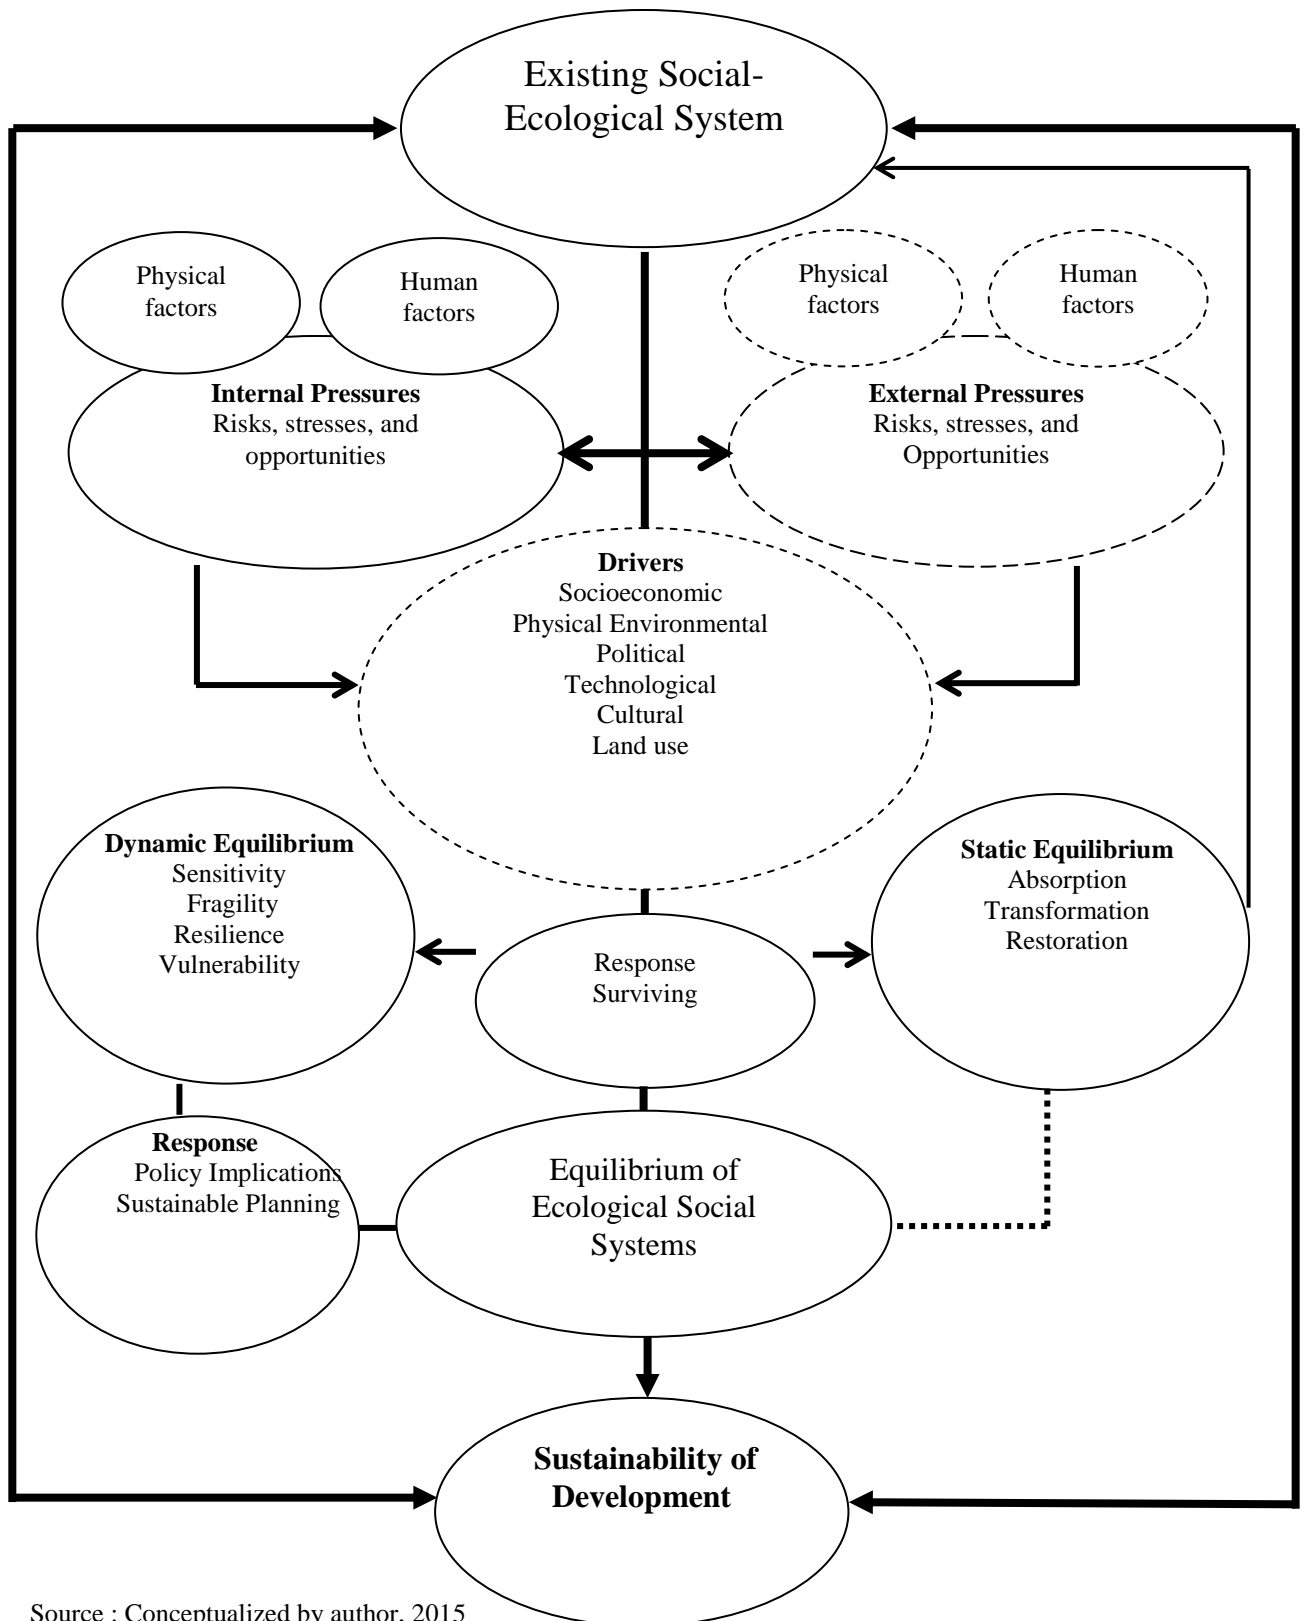 Existing Social-
Ecological System
Physical
factors
Human
factors
Physical
factors
Human
factors
Internal Pressures
Risks, stresses, and
opportunities
External Pressures
Risks, stresses, and
Opportunities
Drivers
Socioeconomic
Physical Environmental
Political
Technological
Cultural
Land use
Dynamic Equilibrium
Sensitivity
Fragility
Resilience
Vulnerability
Response
Surviving
Static Equilibrium
Absorption
Transformation
Restoration
Response
Policy Implications
Sustainable Planning
Equilibrium of
Ecological Social
Systems
Sustainability of
Development
Source : Conceptualized by author, 2015